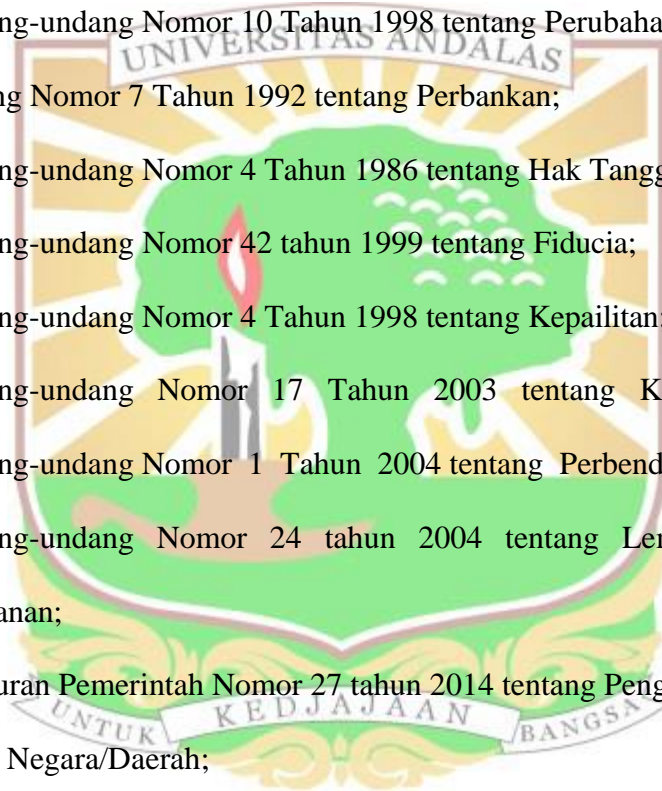 ng-undang Nomor 10 Tahun 1998 tentang Perubaha
UNIVERSITAS ANDALAS
ng Nomor 7 Tahun 1992 tentang Perbankan;
ng-undang Nomor 4 Tahun 1986 tentang Hak Tangg
ng-undang Nomor 42 tahun 1999 tentang Fiducia;
ng-undang Nomor 4 Tahun 1998 tentang Kepailitan;
ng-undang Nomor 17 Tahun 2003 tentang K
ng-undang Nomor 1 Tahun 2004 tentang Perbend
ng-undang Nomor 24 tahun 2004 tentang Len
anan;
uran Pemerintah Nomor 27 tahun 2014 tentang Peng
UNTUK KEDJAJAAN BANGSA
Negara/Daerah;